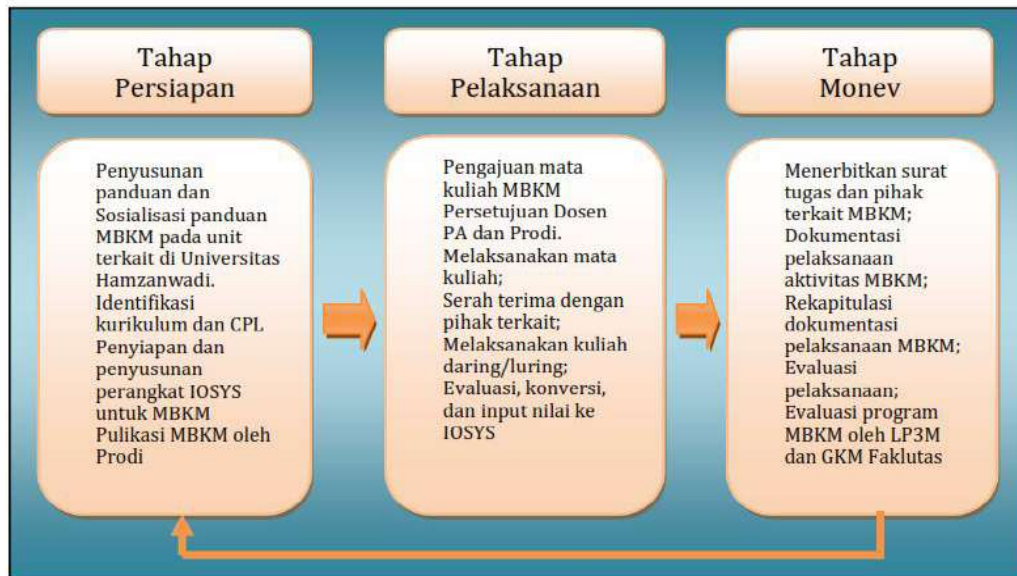 Tahap
Persiapan
Tahap
Pelaksanaan
Tahap
Monev
Penyusunan
panduan dan
Sosialisasi panduan
MBKM pada unit
terkait di Universitas
Hamzanwadi.
Identifikasi
kurikulum dan CPL
Penyiapan dan
penyusunan
perangkat IOSYS
untuk MBKM
Pulikasi MBKM oleh
Prodi
Pengajuan mata
kuliah MBKM
Persetujuan Dosen
PA dan Prodi.
Melaksanakan mata
kuliah;
Serah terima dengan
pihak terkait;
Melaksanakan kuliah
daring/luring;
Evaluasi, konversi,
dan input nilai ke
IOSYS
Menerbitkan surat
tugas dan pihak
terkait MBKM;
Dokumentasi
pelaksanaan
aktivitas MBKM;
Rekapitulasi
dokumentasi
pelaksanaan MBKM;
Evaluasi
pelaksanaan;
Evaluasi program
MBKM oleh LP3M
dan GKM Faklutas